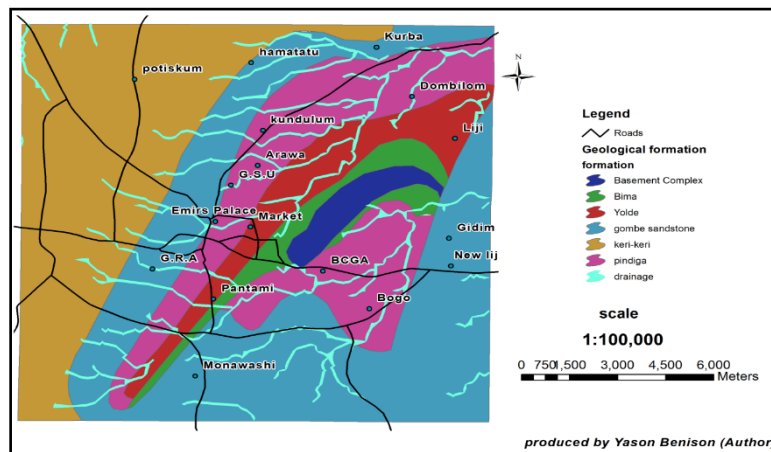 Kurba
hamatatu
potiskum
Dombilom
kundulum
Liji
Arawa
G.S.U
Emirs Palace
Market
Gidim
G.R.A
BCGA
New lij
Pantami
Bogo
Monawashi
N
Legend
Roads
Geological formation
formation
Basement Complex
Bima
Yolde
gombe sandstone
keri-keri
pindiga
drainage
scale
1:100,000
0 750 1,500 3,000 4,500 6,000
Meters
produced by Yason Benison (Author)